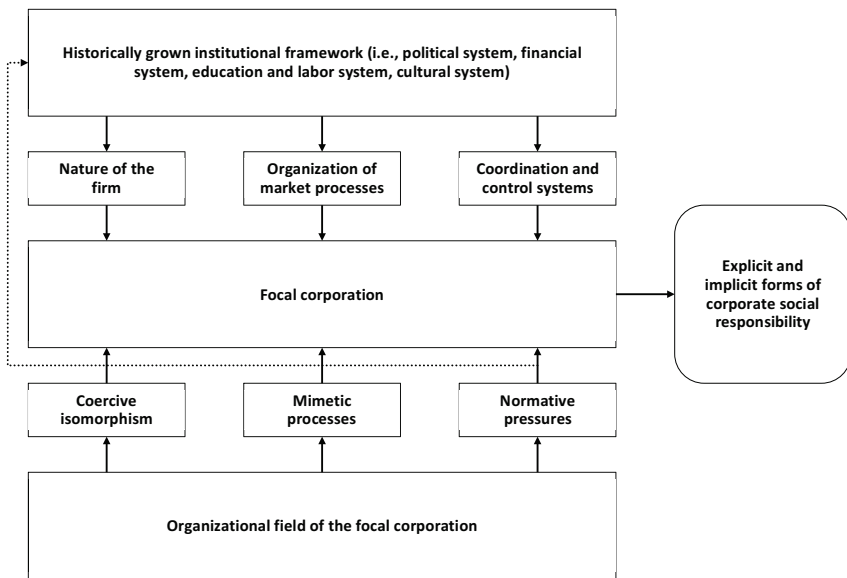 Historically grown institutional framework (i.e., political system, financial
system, education and labor system, cultural system)
Nature of the
firm
Organization of
market processes
Coordination and
control systems
Focal corporation
Explicit and
implicit forms of
corporate social
responsibility
Coercive
isomorphism
Mimetic
processes
Normative
pressures
Organizational field of the focal corporation